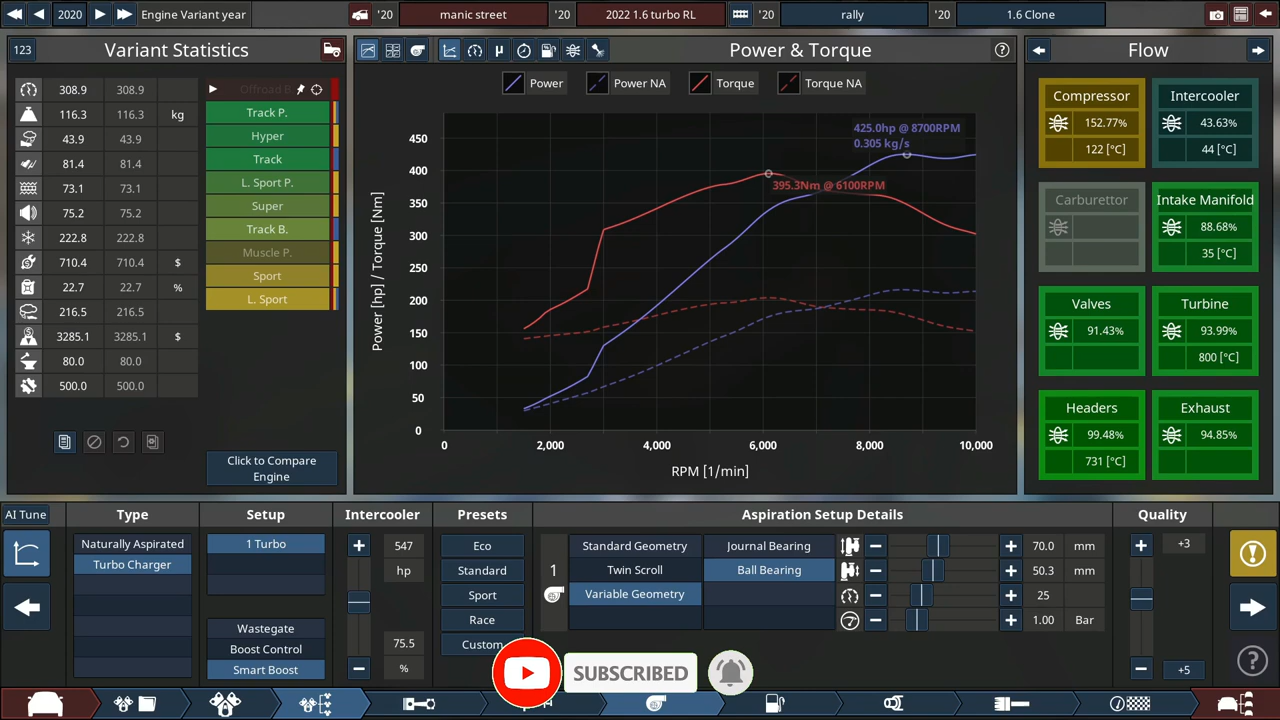 2020
Engine Variant year
'20
manic street
'20
2022 1.6 turbo RL
'20
rally
'20
1.6 Clone
123
Variant Statistics
Power & Torque
Flow
308.9 308.9
116.3 116.3 kg
43.9 43.9
81.4 81.4
73.1 73.1
75.2 75.2
222.8 222.8
710.4 710.4 $
22.7 22.7 %
216.5 216.5
3285.1 3285.1 $
80.0 80.0
500.0 500.0
Offroad B.
Track P.
Hyper
Track
L. Sport P.
Super
Track B.
Muscle P.
Sport
L. Sport
Click to Compare
Engine
Power
Power NA
Torque
Torque NA
425.0hp @ 8700RPM
0.305 kg/s
395.3Nm @ 6100RPM
Power [hp] / Torque [Nm]
450
400
350
300
250
200
150
100
50
0
0 2,000 4,000 6,000 8,000 10,000
RPM [1/min]
Compressor
152.77%
122 [°C]
Intercooler
43.63%
44 [°C]
Carburettor
Intake Manifold
88.68%
35 [°C]
Valves
91.43%
Turbine
93.99%
800 [°C]
Headers
99.48%
731 [°C]
Exhaust
94.85%
AI Tune
Type
Naturally Aspirated
Turbo Charger
Setup
1 Turbo
Wastegate
Boost Control
Smart Boost
Intercooler
547
hp
75.5
%
Presets
Eco
Standard
Sport
Race
Custom
Aspiration Setup Details
1
Standard Geometry
Twin Scroll
Variable Geometry
Journal Bearing
Ball Bearing
70.0 mm
50.3 mm
25
1.00 Bar
Quality
+3
+5
SUBSCRIBED